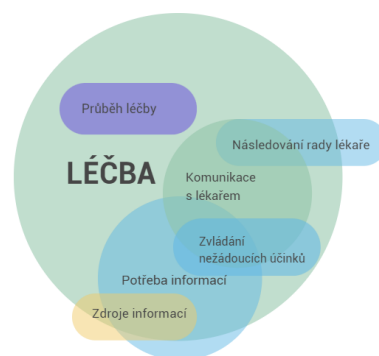 Průběh léčby
Následování rady lékaře
LÉČBA
Komunikace
s lékařem
Zvládání
nežádoucích účinků
Potřeba informací
Zdroje informací